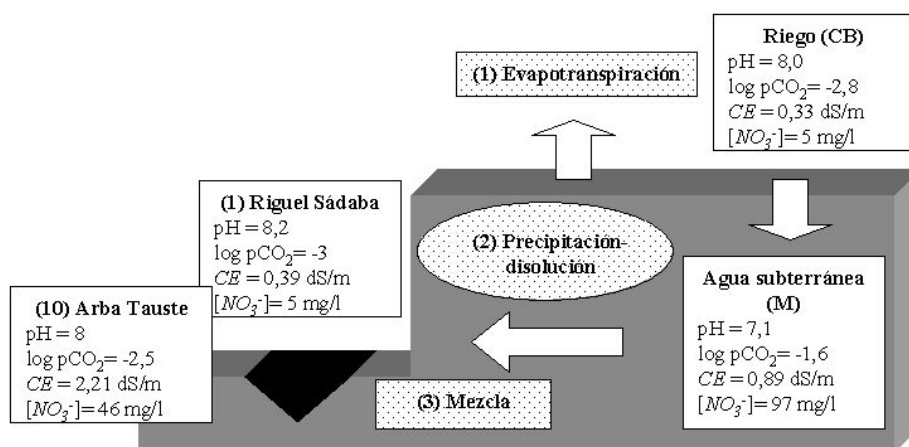 Riego (CB)
pH = 8,0
log pCO2= -2,8
CE = 0,33 dS/m
[NO3-]= 5 mg/l
(1) Evapotranspiración
(1) Riguel Sádaba
pH = 8,2
log pCO2= -3
CE = 0,39 dS/m
[NO3-]= 5 mg/l
(2) Precipitación-
disolución
Agua subterránea
(M)
pH = 7,1
log pCO2= -1,6
CE = 0,89 dS/m
[NO3-]= 97 mg/l
(10) Arba Tauste
pH = 8
log pCO2= -2,5
CE = 2,21 dS/m
[NO3-]= 46 mg/l
(3) Mezcla